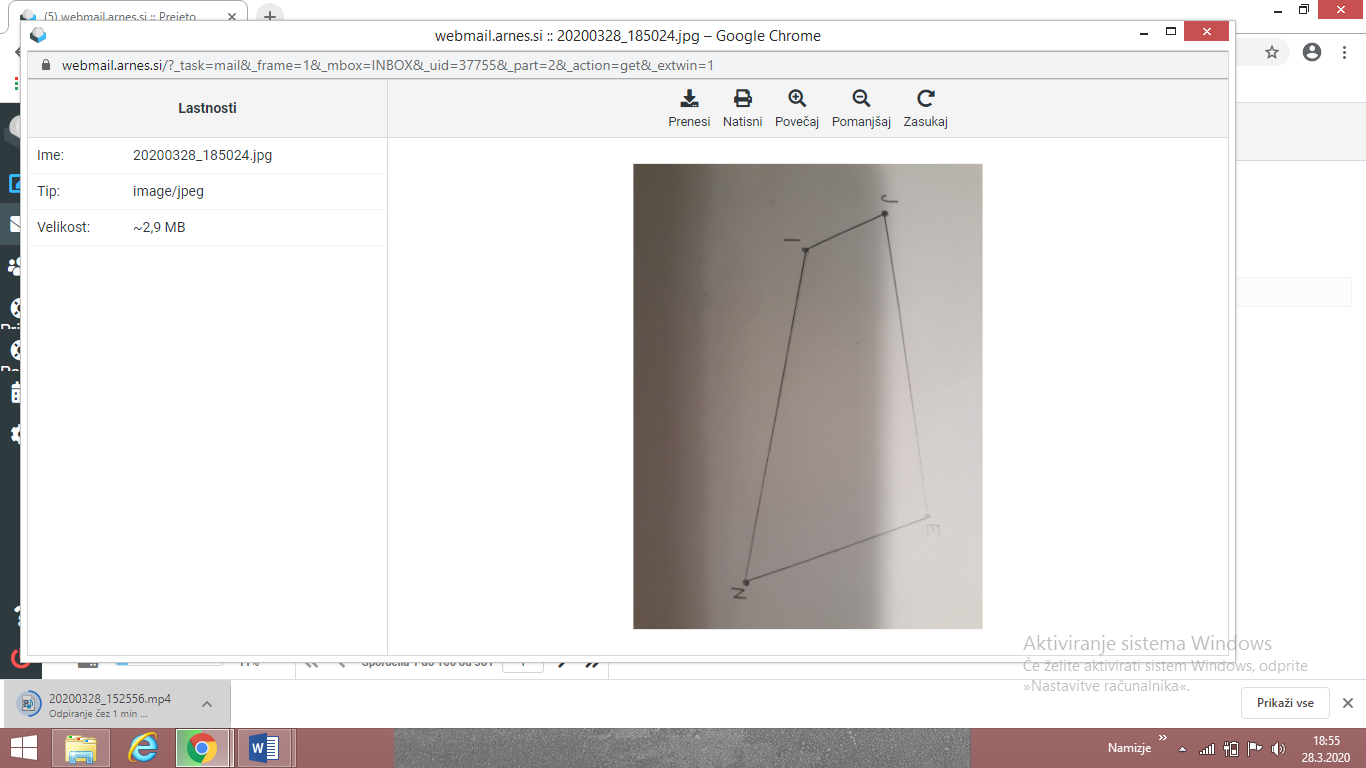 (5) webmail.arnes.si :: Prejeto
webmail.arnes.si :: 20200328_185024.jpg – Google Chrome
webmail.arnes.si/?_task=mail&_frame=1&_mbox=INBOX&_uid=37755&_part=2&_action=get&_extwin=1
Lastnosti
Prenesi Natisni Povečaj Pomanjšaj Zasukaj
Ime: 20200328_185024.jpg
Tip: image/jpeg
Velikost: ~2,9 MB
J
I
E
N
Aktiviranje sistema Windows
Če želite aktivirati sistem Windows, odprite
»Nastavitve računalnika«.
20200328_152556.mp4
Odpiranje čez 1 min ...
Prikaži vse
Namizje
18:55
28.3.2020